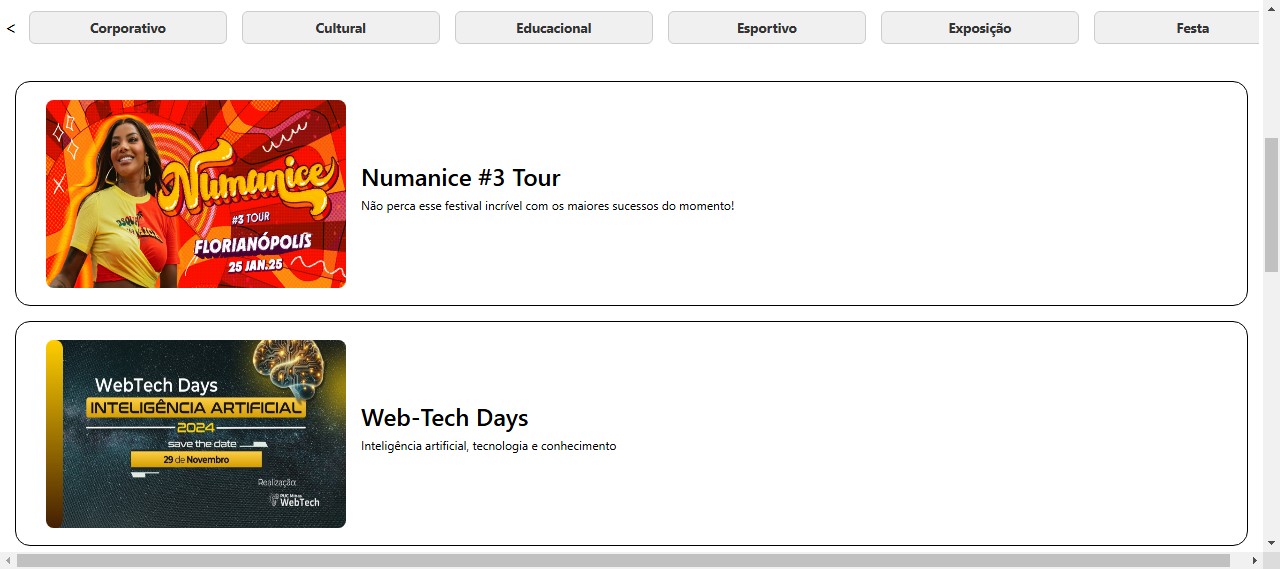 < Corporativo Cultural Educacional Esportivo Exposição Festa
Numanice
#3 TOUR
FLORIANÓPOLIS
25 JAN.25
Numanice #3 Tour
Não perca esse festival incrível com os maiores sucessos do momento!
WebTech Days
INTELIGÊNCIA ARTIFICIAL
2024
save the date
29 de Novembro
Realização:
PUC Minas
WebTech
Web-Tech Days
Inteligência artificial, tecnologia e conhecimento